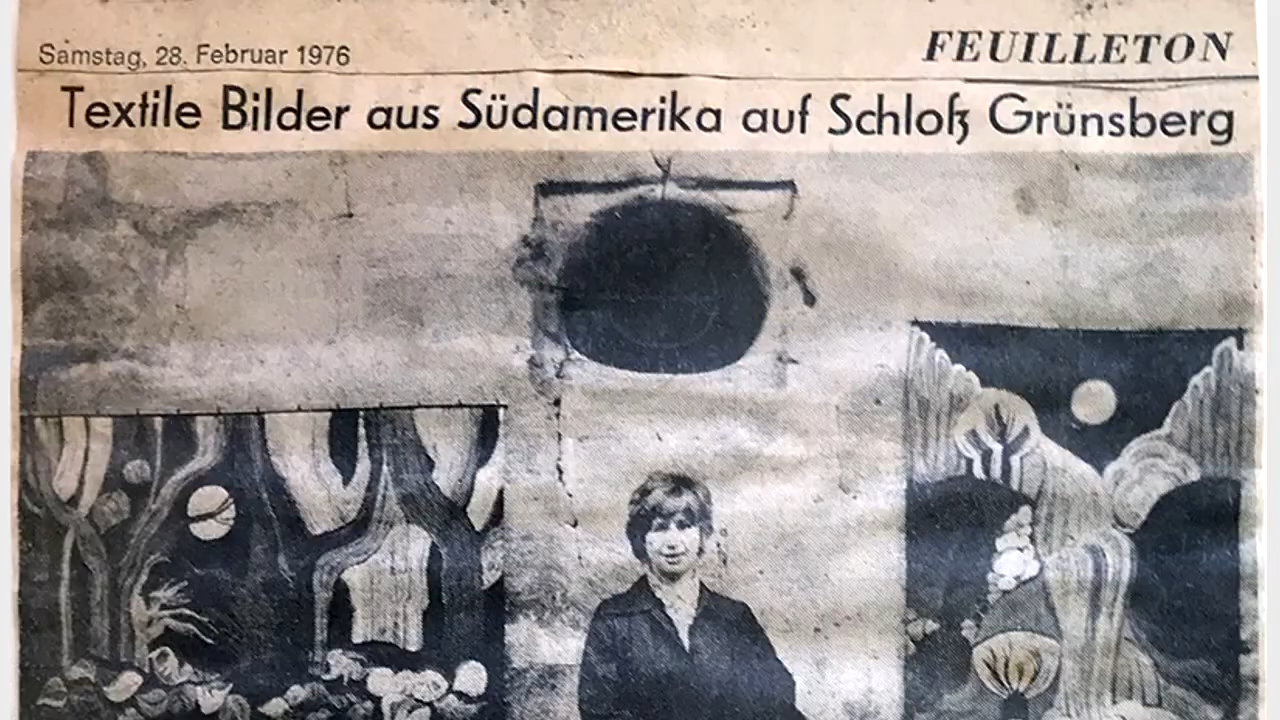 Samstag, 28. Februar 1976
FEUILLETON
Textile Bilder aus Südamerika auf Schloß Grünsberg